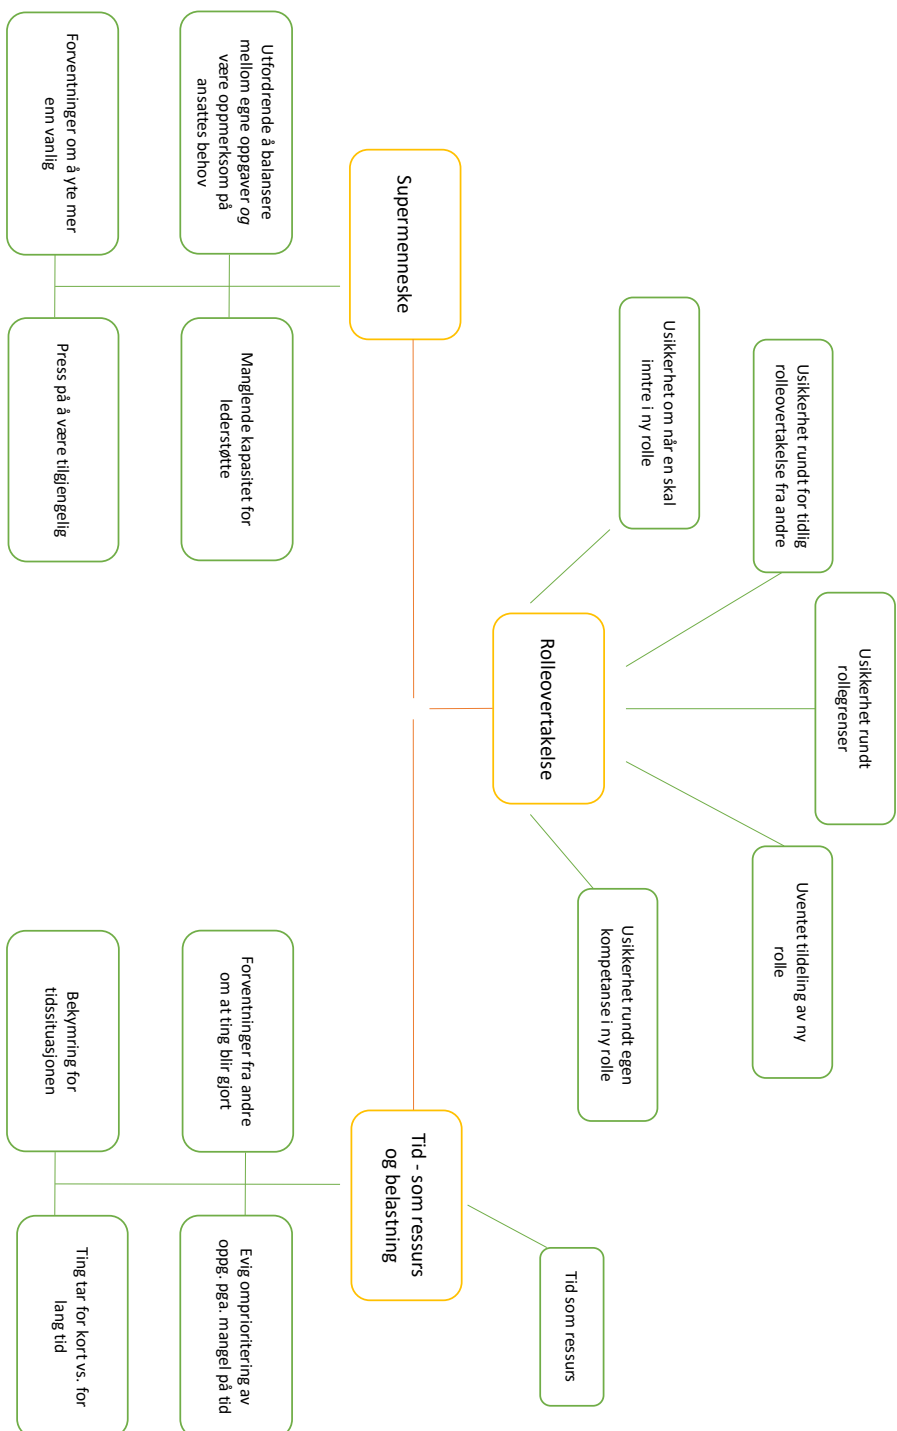 Usikkerhet rundt
rollegrenser
Usikkerhet rundt for tidlig
rolleovertakelse fra andre
Uventet tildeling av ny
rolle
Usikkerhet om når en skal
inntre i ny rolle
Usikkerhet rundt egen
kompetanse i ny rolle
Tid som ressurs
Rolleovertakelse
Supermenneske
Tid - som ressurs
og belastning
Utfordrende å balansere
mellom egne oppgaver og
være oppmerksom på
ansattes behov
Manglende kapasitet for
lederstøtte
Forventninger fra andre
om at ting blir gjort
Evig omprioritering av
oppg. pga. mangel på tid
Forventninger om å yte mer
enn vanlig
Press på å være tilgjengelig
Bekymring for
tidssituasjonen
Ting tar for kort vs. for
lang tid